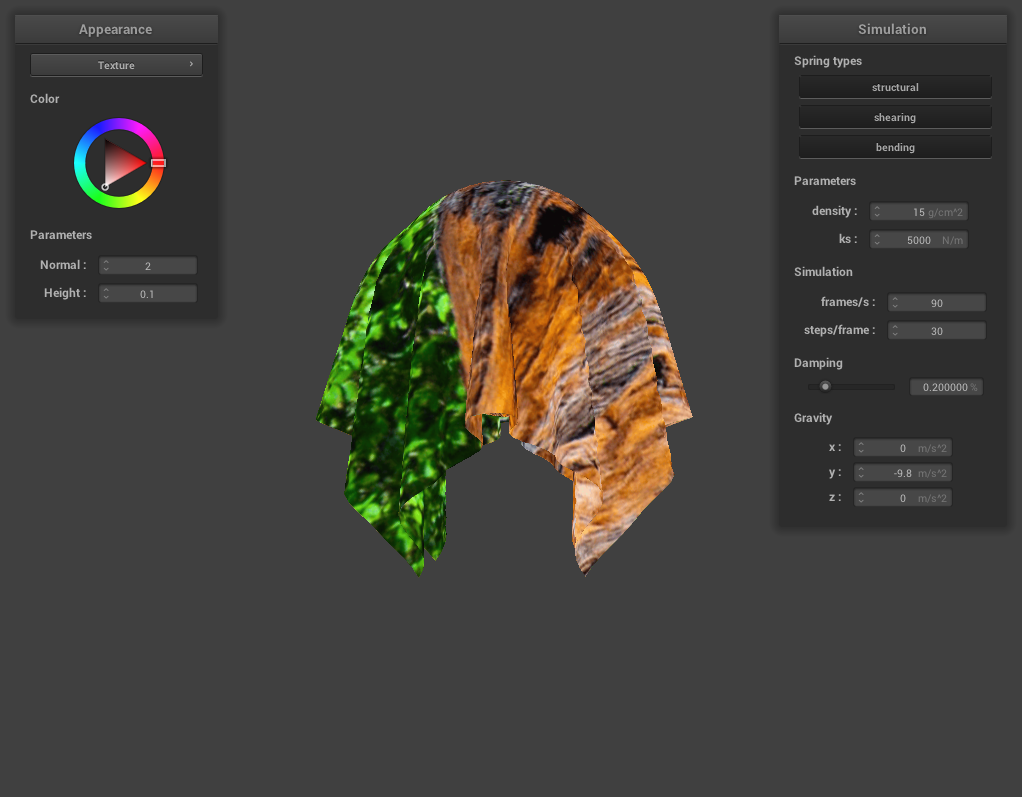 Appearance
Texture
Color
Parameters
Normal : 2
Height : 0.1
Simulation
Spring types
structural
shearing
bending
Parameters
density : 15 g/cm^2
ks : 5000 N/m
Simulation
frames/s : 90
steps/frame : 30
Damping
0.200000 %
Gravity
x : 0 m/s^2
y : -9.8 m/s^2
z : 0 m/s^2